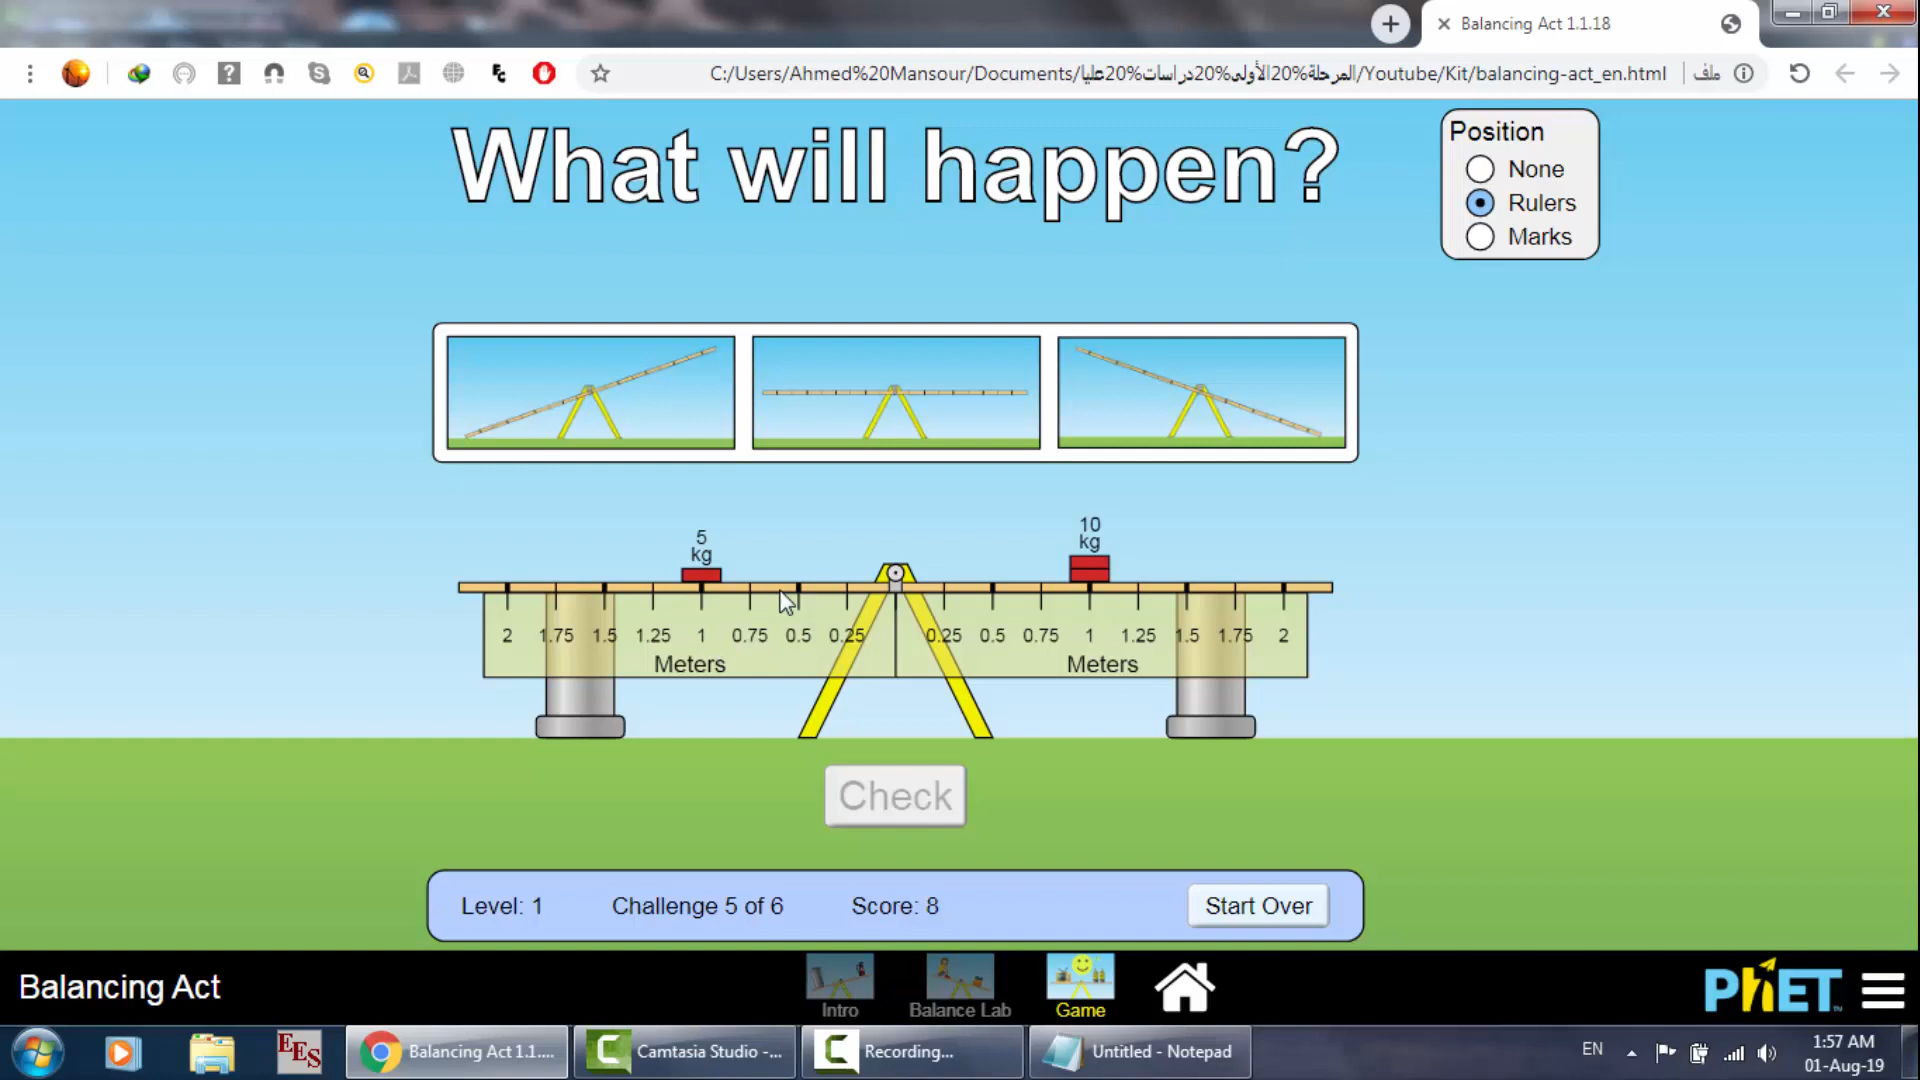 Balancing Act 1.1.18
C:/Users/Ahmed%20Mansour/Documents/المرحلة%20الأولى%20دراسات%20عليا/Youtube/Kit/balancing-act_en.html
ملف
What will happen?
Position
None
Rulers
Marks
5
kg
10
kg
2 1.75 1.5 1.25 1 0.75 0.5 0.25 0.25 0.5 0.75 1 1.25 1.5 1.75 2
Meters Meters
Check
Level: 1 Challenge 5 of 6 Score: 8 Start Over
Balancing Act
Intro Balance Lab Game
PhET
EES
Balancing Act 1.1.... Camtasia Studio -... Recording... Untitled - Notepad
EN
1:57 AM
01-Aug-19